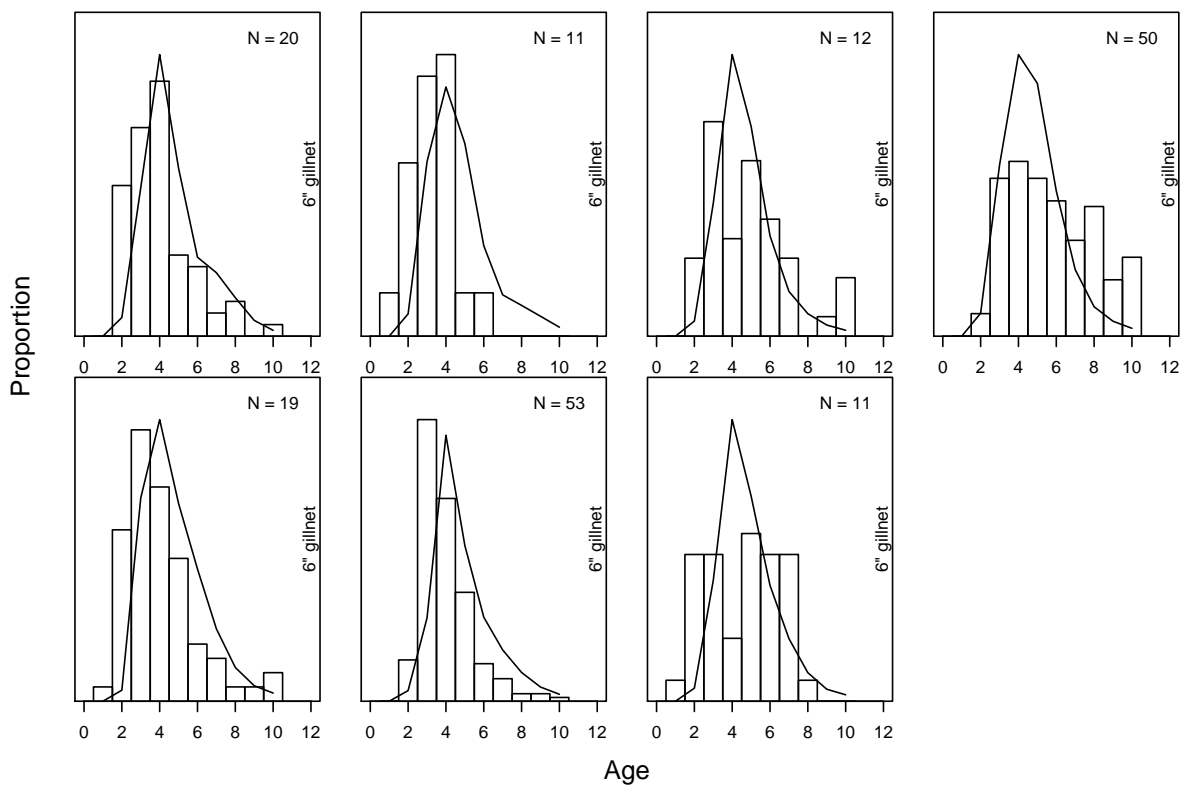 N = 20
6" gillnet
0 2 4 6 8 10 12
N = 11
6" gillnet
0 2 4 6 8 10 12
N = 12
6" gillnet
0 2 4 6 8 10 12
N = 50
6" gillnet
0 2 4 6 8 10 12
N = 19
6" gillnet
0 2 4 6 8 10 12
N = 53
6" gillnet
0 2 4 6 8 10 12
N = 11
6" gillnet
0 2 4 6 8 10 12
Proportion
Age